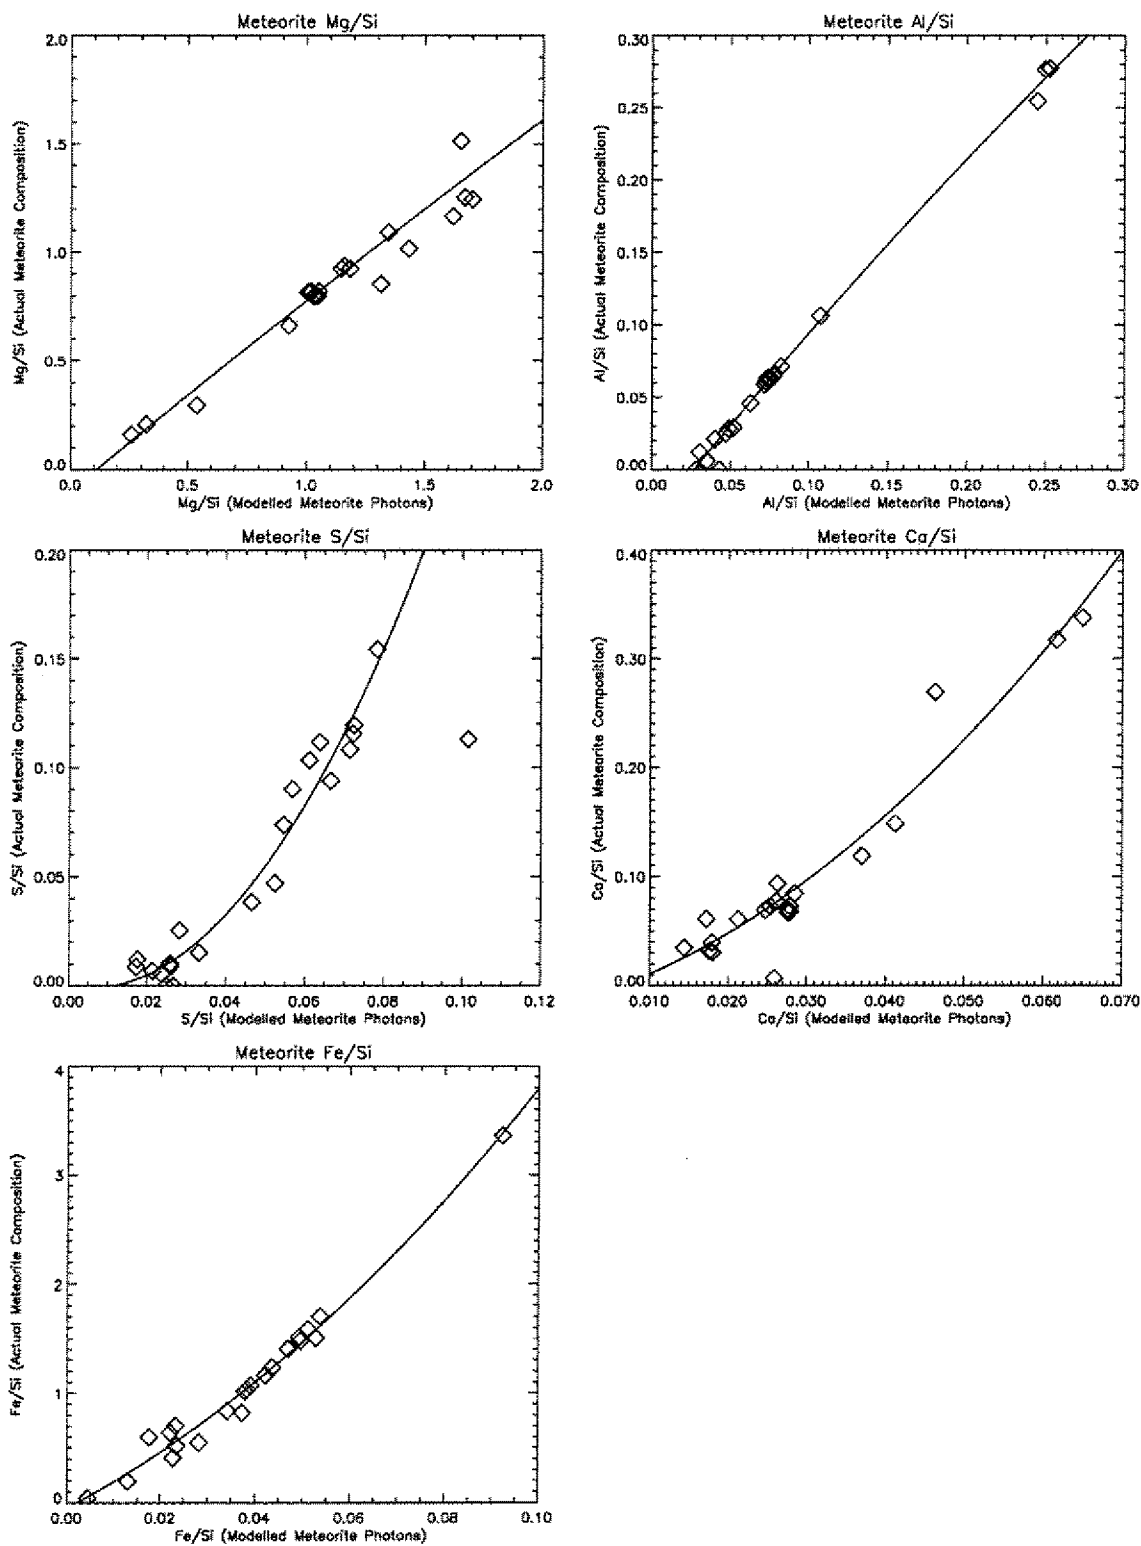 Meteorite Mg/Si
2.0
1.5
1.0
0.5
0.0
Mg/Si (Actual Meteorite Composition)
0.0 0.5 1.0 1.5 2.0
Mg/Si (Modelled Meteorite Photons)
Meteorite Al/Si
0.30
0.25
0.20
0.15
0.10
0.05
0.00
Al/Si (Actual Meteorite Composition)
0.00 0.05 0.10 0.15 0.20 0.25 0.30
Al/Si (Modelled Meteorite Photons)
Meteorite S/Si
0.20
0.15
0.10
0.05
0.00
S/Si (Actual Meteorite Composition)
0.00 0.02 0.04 0.06 0.08 0.10 0.12
S/Si (Modelled Meteorite Photons)
Meteorite Ca/Si
0.40
0.30
0.20
0.10
0.00
Ca/Si (Actual Meteorite Composition)
0.010 0.020 0.030 0.040 0.050 0.060 0.070
Ca/Si (Modelled Meteorite Photons)
Meteorite Fe/Si
4
3
2
1
0
Fe/Si (Actual Meteorite Composition)
0.00 0.02 0.04 0.06 0.08 0.10
Fe/Si (Modelled Meteorite Photons)